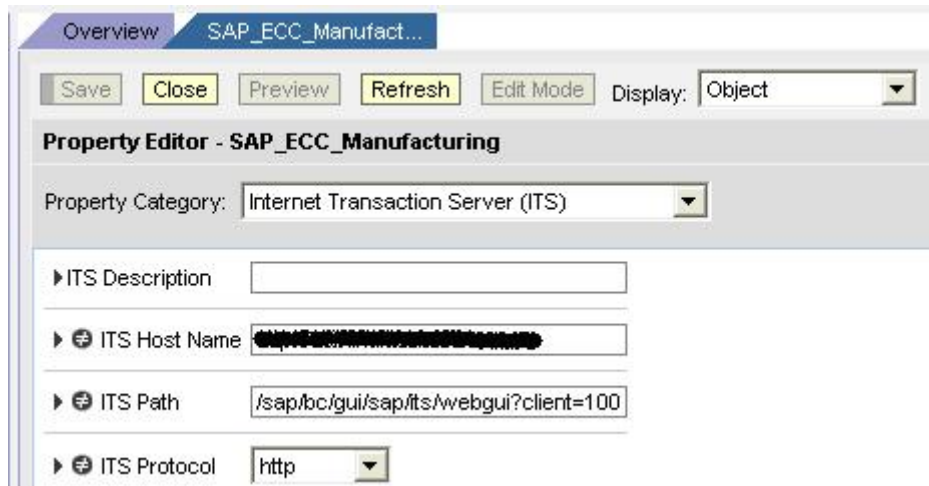 Overview SAP_ECC_Manufact...
Save Close Preview Refresh Edit Mode Display: Object
Property Editor - SAP_ECC_Manufacturing
Property Category: Internet Transaction Server (ITS)
ITS Description
ITS Host Name
ITS Path /sap/bc/gui/sap/its/webgui?client=100
ITS Protocol http